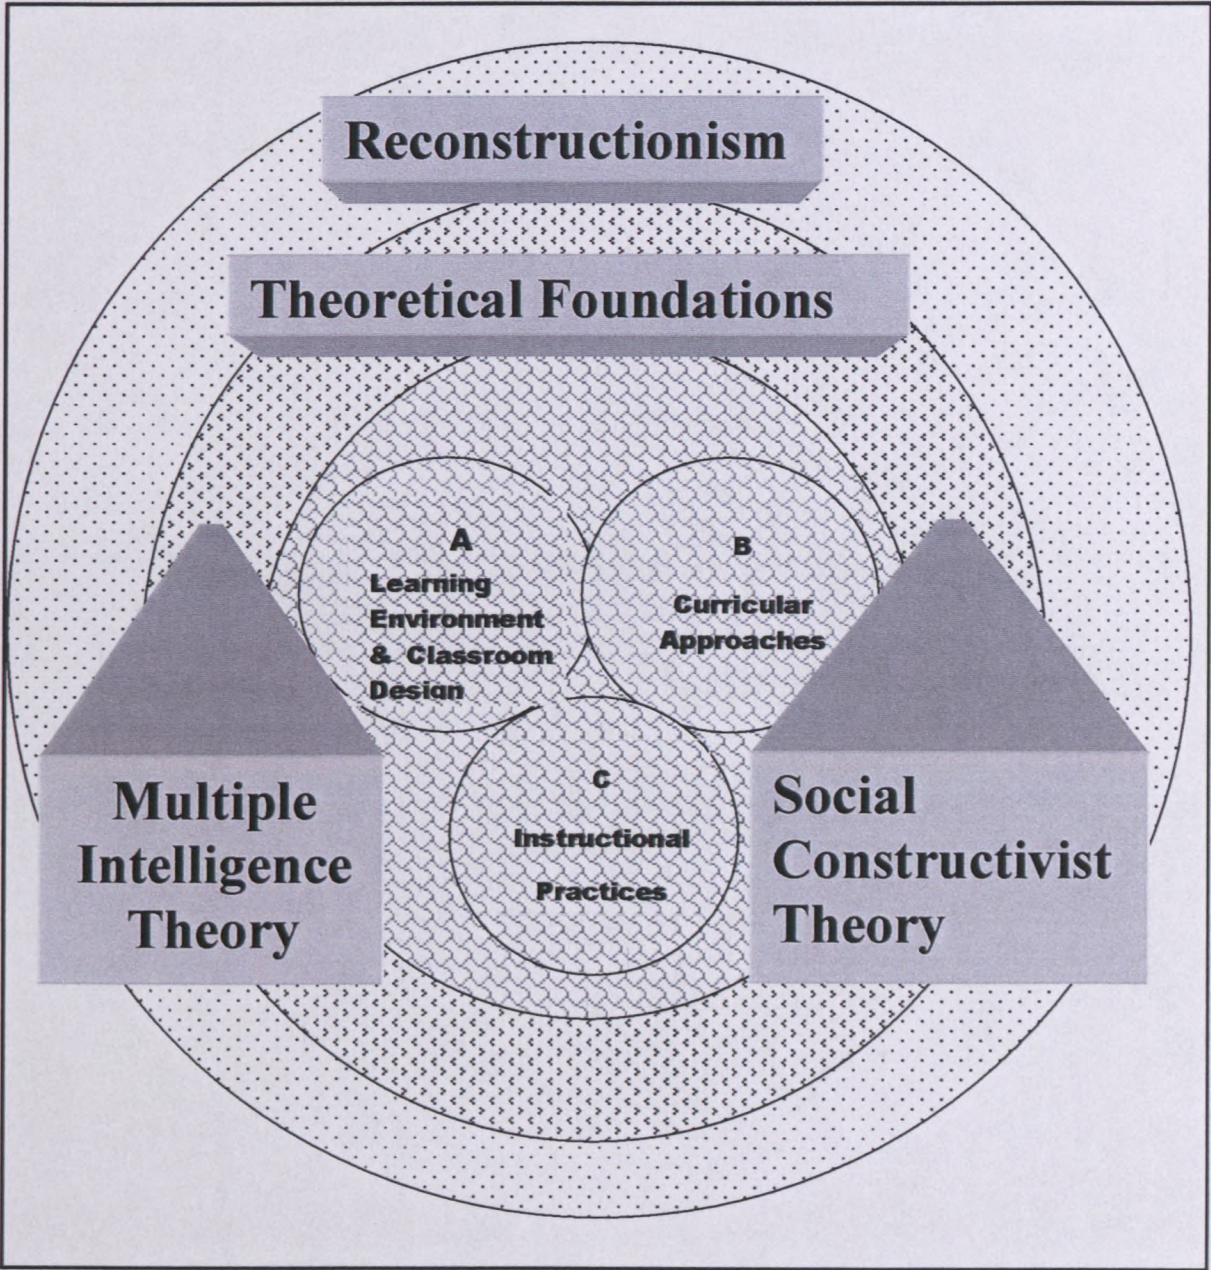 Reconstructionism
Theoretical Foundations
A
Learning
Environment
& Classroom
Design
B
Curricular
Approaches
C
Instructional
Practices
Multiple
Intelligence
Theory
Social
Constructivist
Theory